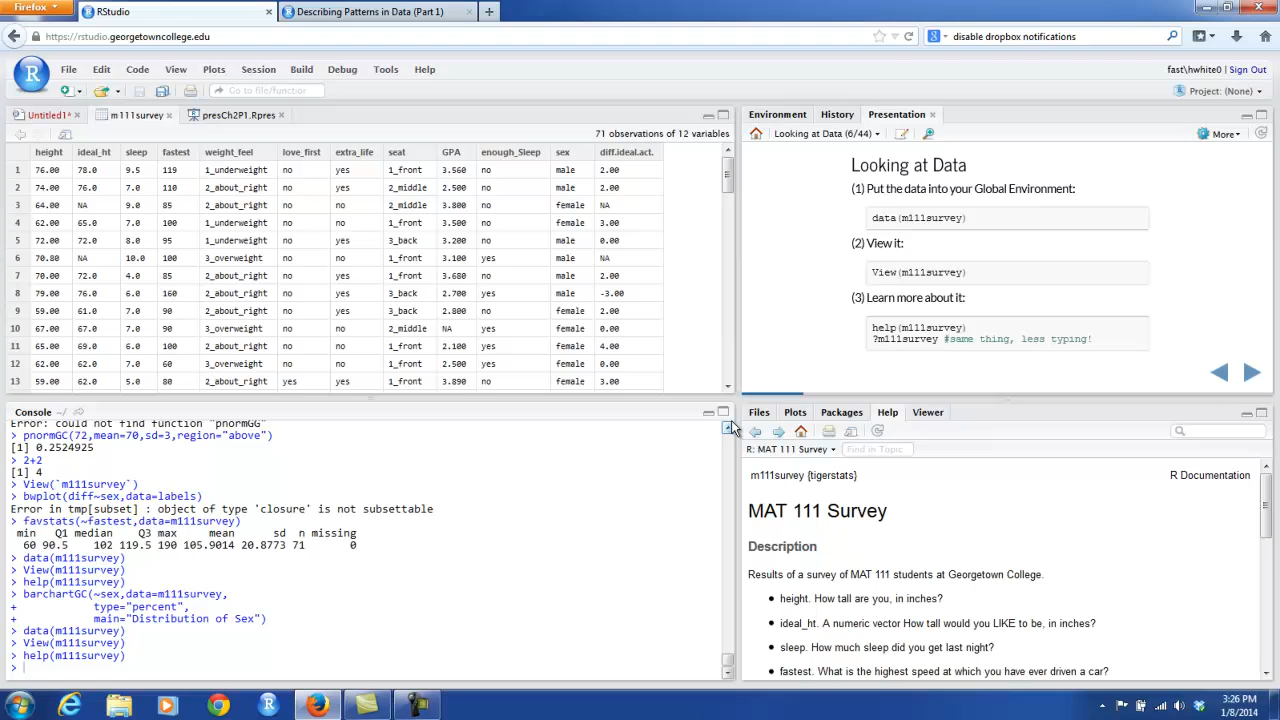 Firefox
RStudio
Describing Patterns in Data (Part 1)
https://rstudio.georgetowncollege.edu
disable dropbox notifications
R File Edit Code View Plots Session Build Debug Tools Help
fast\hwhite0 Sign Out
Go to file/function
Project: (None)
Untitled1* m111survey presCh2P1.Rpres
71 observations of 12 variables
height ideal_ht sleep fastest weight_feel love_first extra_life seat GPA enough_Sleep sex diff.ideal.act.
1 76.00 78.0 9.5 119 1_underweight no yes 1_front 3.560 no male 2.00
2 74.00 76.0 7.0 110 2_about_right no yes 2_middle 2.500 no male 2.00
3 64.00 NA 9.0 85 2_about_right no no 2_middle 3.800 no female NA
4 62.00 65.0 7.0 100 1_underweight no no 1_front 3.500 no female 3.00
5 72.00 72.0 8.0 95 1_underweight no yes 3_back 3.200 no male 0.00
6 70.80 NA 10.0 100 3_overweight no no 1_front 3.100 yes male NA
7 70.00 72.0 4.0 85 2_about_right no yes 1_front 3.680 no male 2.00
8 79.00 76.0 6.0 160 2_about_right no yes 3_back 2.700 yes male -3.00
9 59.00 61.0 7.0 90 2_about_right no yes 3_back 2.800 no female 2.00
10 67.00 67.0 7.0 90 3_overweight no no 2_middle NA yes female 0.00
11 65.00 69.0 6.0 100 2_about_right no no 1_front 2.100 yes female 4.00
12 62.00 62.0 7.0 60 3_overweight no no 1_front 2.500 yes female 0.00
13 59.00 62.0 5.0 80 2_about_right yes yes 1_front 3.890 no female 3.00
Environment History Presentation
Looking at Data (6/44)
More
Looking at Data
(1) Put the data into your Global Environment:
data(m111survey)
(2) View it:
View(m111survey)
(3) Learn more about it:
help(m111survey)
?m111survey #same thing, less typing!
Console ~/
Error: could not find function "pnormGG"
> pnormGC(72,mean=70,sd=3,region="above")
[1] 0.2524925
> 2+2
[1] 4
> View(`m111survey`)
> bwplot(diff~sex,data=labels)
Error in tmp[subset] : object of type 'closure' is not subsettable
> favstats(~fastest,data=m111survey)
min Q1 median Q3 max mean sd n missing
60 90.5 102 119.5 190 105.9014 20.8773 71 0
> data(m111survey)
> View(m111survey)
> help(m111survey)
> barchartGC(~sex,data=m111survey,
+ type="percent",
+ main="Distribution of Sex")
> data(m111survey)
> View(m111survey)
> help(m111survey)
>
Files Plots Packages Help Viewer
R: MAT 111 Survey Find in Topic
m111survey {tigerstats} R Documentation
MAT 111 Survey
Description
Results of a survey of MAT 111 students at Georgetown College.
• height. How tall are you, in inches?
• ideal_ht. A numeric vector How tall would you LIKE to be, in inches?
• sleep. How much sleep did you get last night?
• fastest. What is the highest speed at which you have ever driven a car?
3:26 PM
1/8/2014